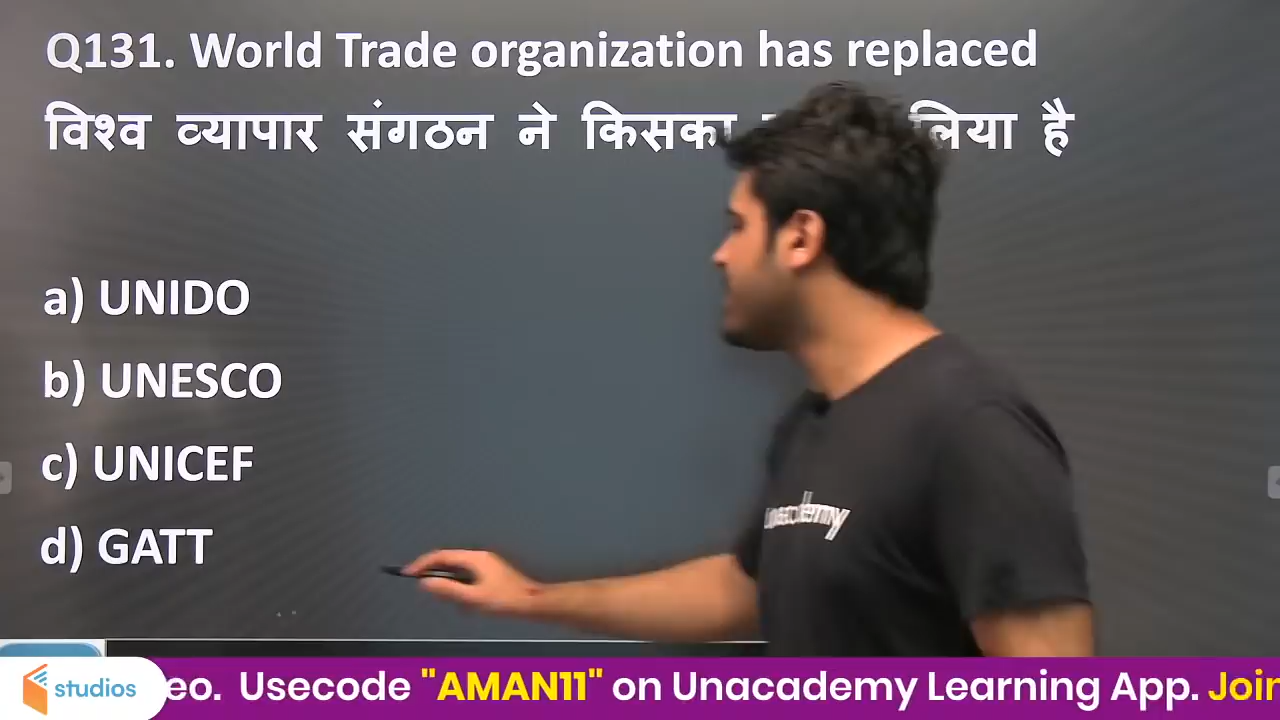 Q131. World Trade organization has replaced
विश्व व्यापार संगठन ने किसका लिया है
a) UNIDO
b) UNESCO
c) UNICEF
d) GATT
unacademy
studios
eo. Usecode "AMAN11" on Unacademy Learning App. Join